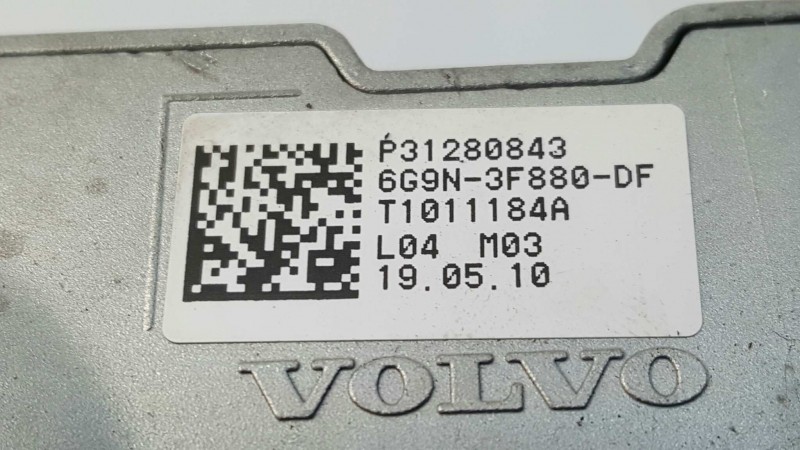 P31280843
6G9N-3F880-DF
T1011184A
L04 M03
19.05.10
VOLVO